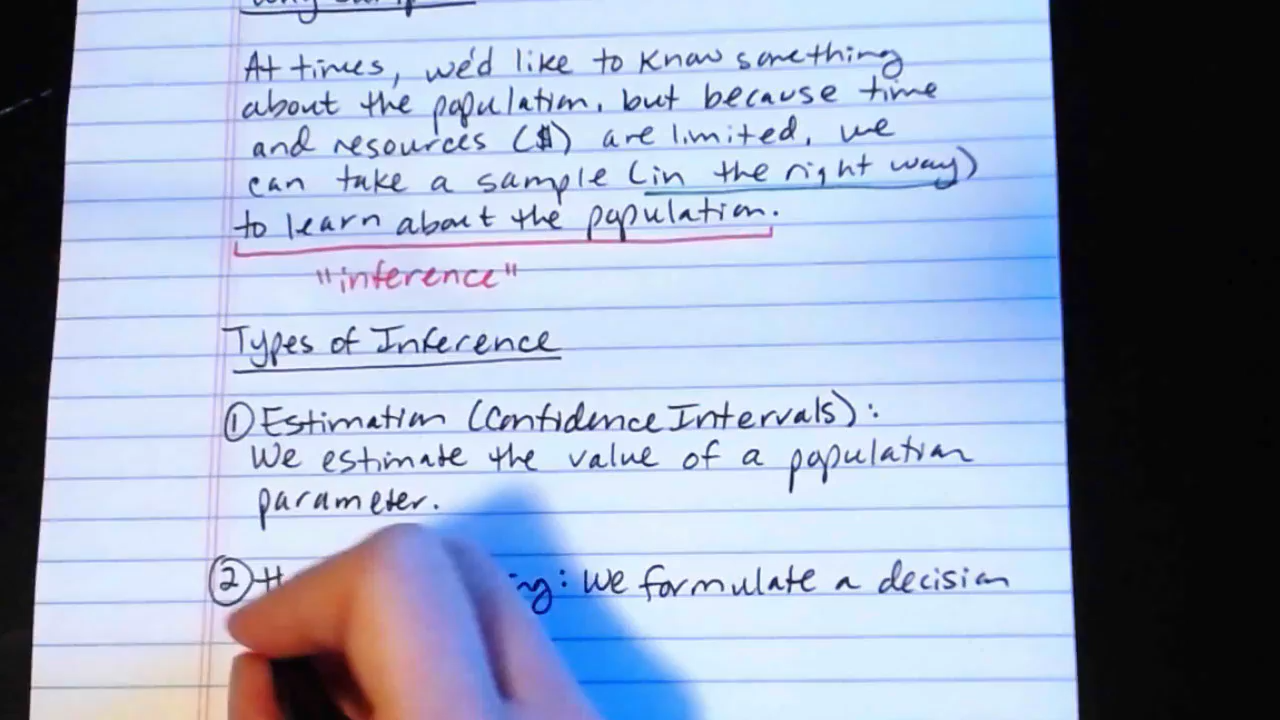 At times, we'd like to know something
about the population, but because time
and resources ($) are limited, we
can take a sample (in the right way)
to learn about the population.
"inference"
Types of Inference
① Estimation (Confidence Intervals):
We estimate the value of a population
parameter.
② : We formulate a decision